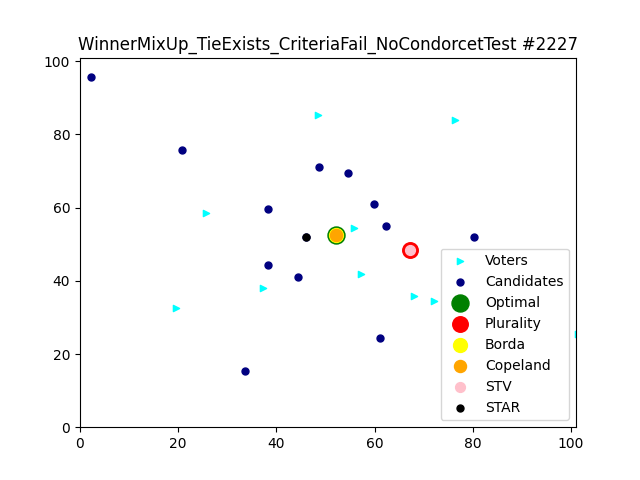 WinnerMixUp_TieExists_CriteriaFail_NoCondorcetTest #2227
100
80
60
40
20
0
0 20 40 60 80 100
Voters
Candidates
Optimal
Plurality
Borda
Copeland
STV
STAR